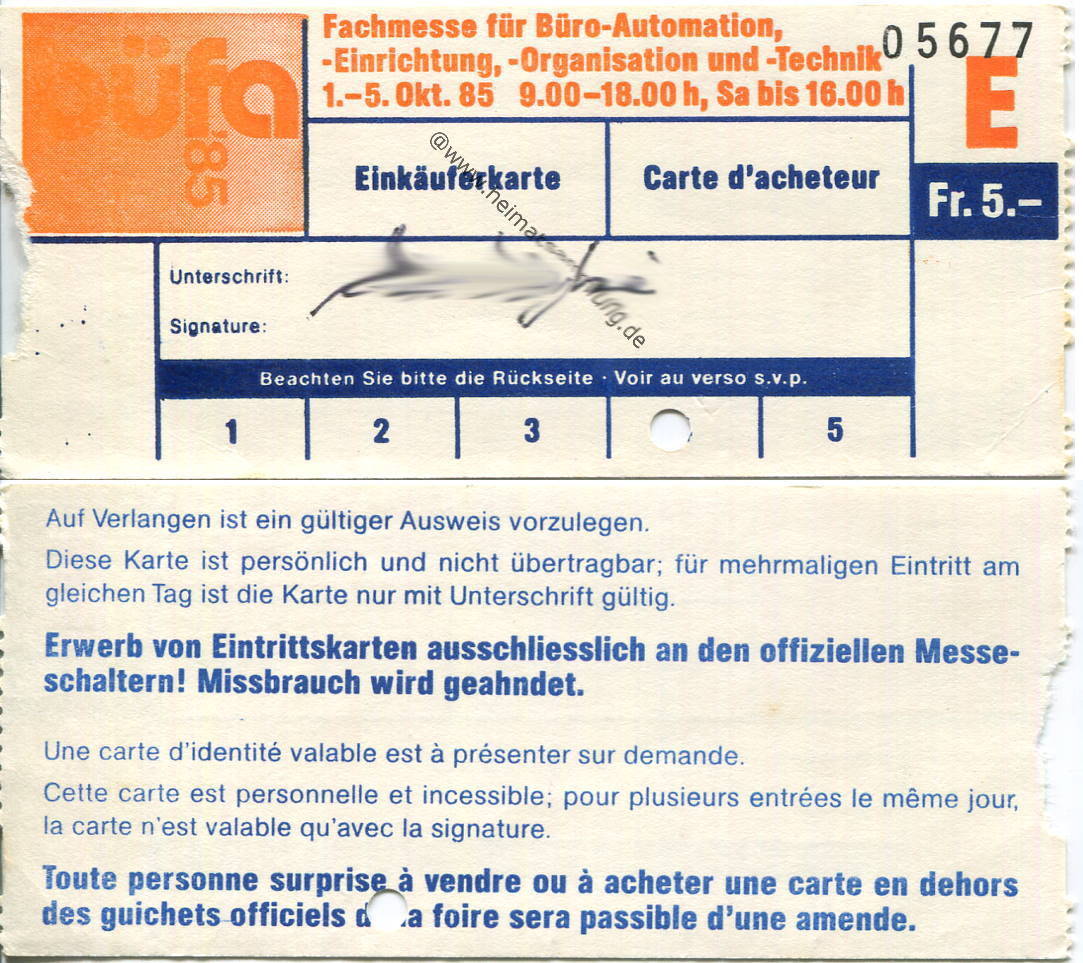 büfa
'85
Fachmesse für Büro-Automation,
-Einrichtung, -Organisation und -Technik
1.–5. Okt. 85 9.00–18.00 h, Sa bis 16.00 h
05677
E
Einkäuferkarte
Carte d'acheteur
Fr. 5.–
@www.heimatsammlung.de
Unterschrift:
Signature:
Beachten Sie bitte die Rückseite · Voir au verso s.v.p.
1 2 3 5
Auf Verlangen ist ein gültiger Ausweis vorzulegen.
Diese Karte ist persönlich und nicht übertragbar; für mehrmaligen Eintritt am
gleichen Tag ist die Karte nur mit Unterschrift gültig.
Erwerb von Eintrittskarten ausschliesslich an den offiziellen Messe-
schaltern! Missbrauch wird geahndet.
Une carte d'identité valable est à présenter sur demande.
Cette carte est personnelle et incessible; pour plusieurs entrées le même jour,
la carte n'est valable qu'avec la signature.
Toute personne surprise à vendre ou à acheter une carte en dehors
des guichets officiels d la foire sera passible d'une amende.